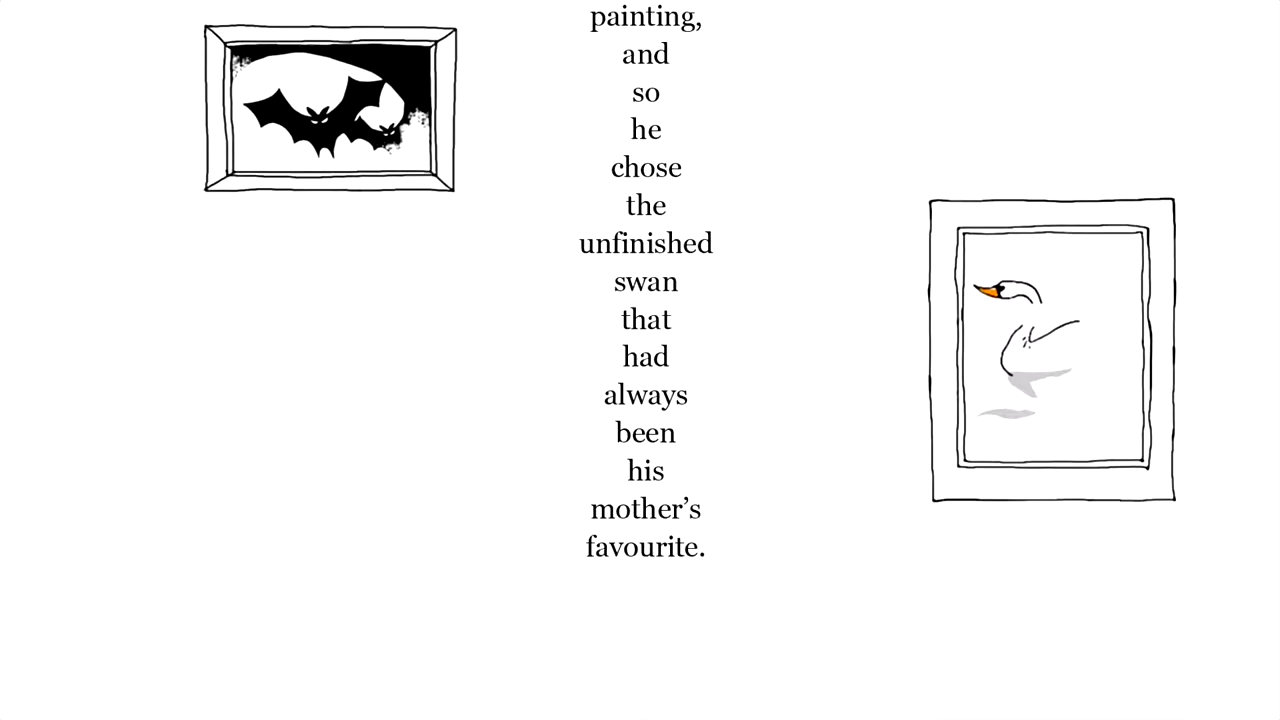 painting,
and
so
he
chose
the
unfinished
swan
that
had
always
been
his
mother’s
favourite.